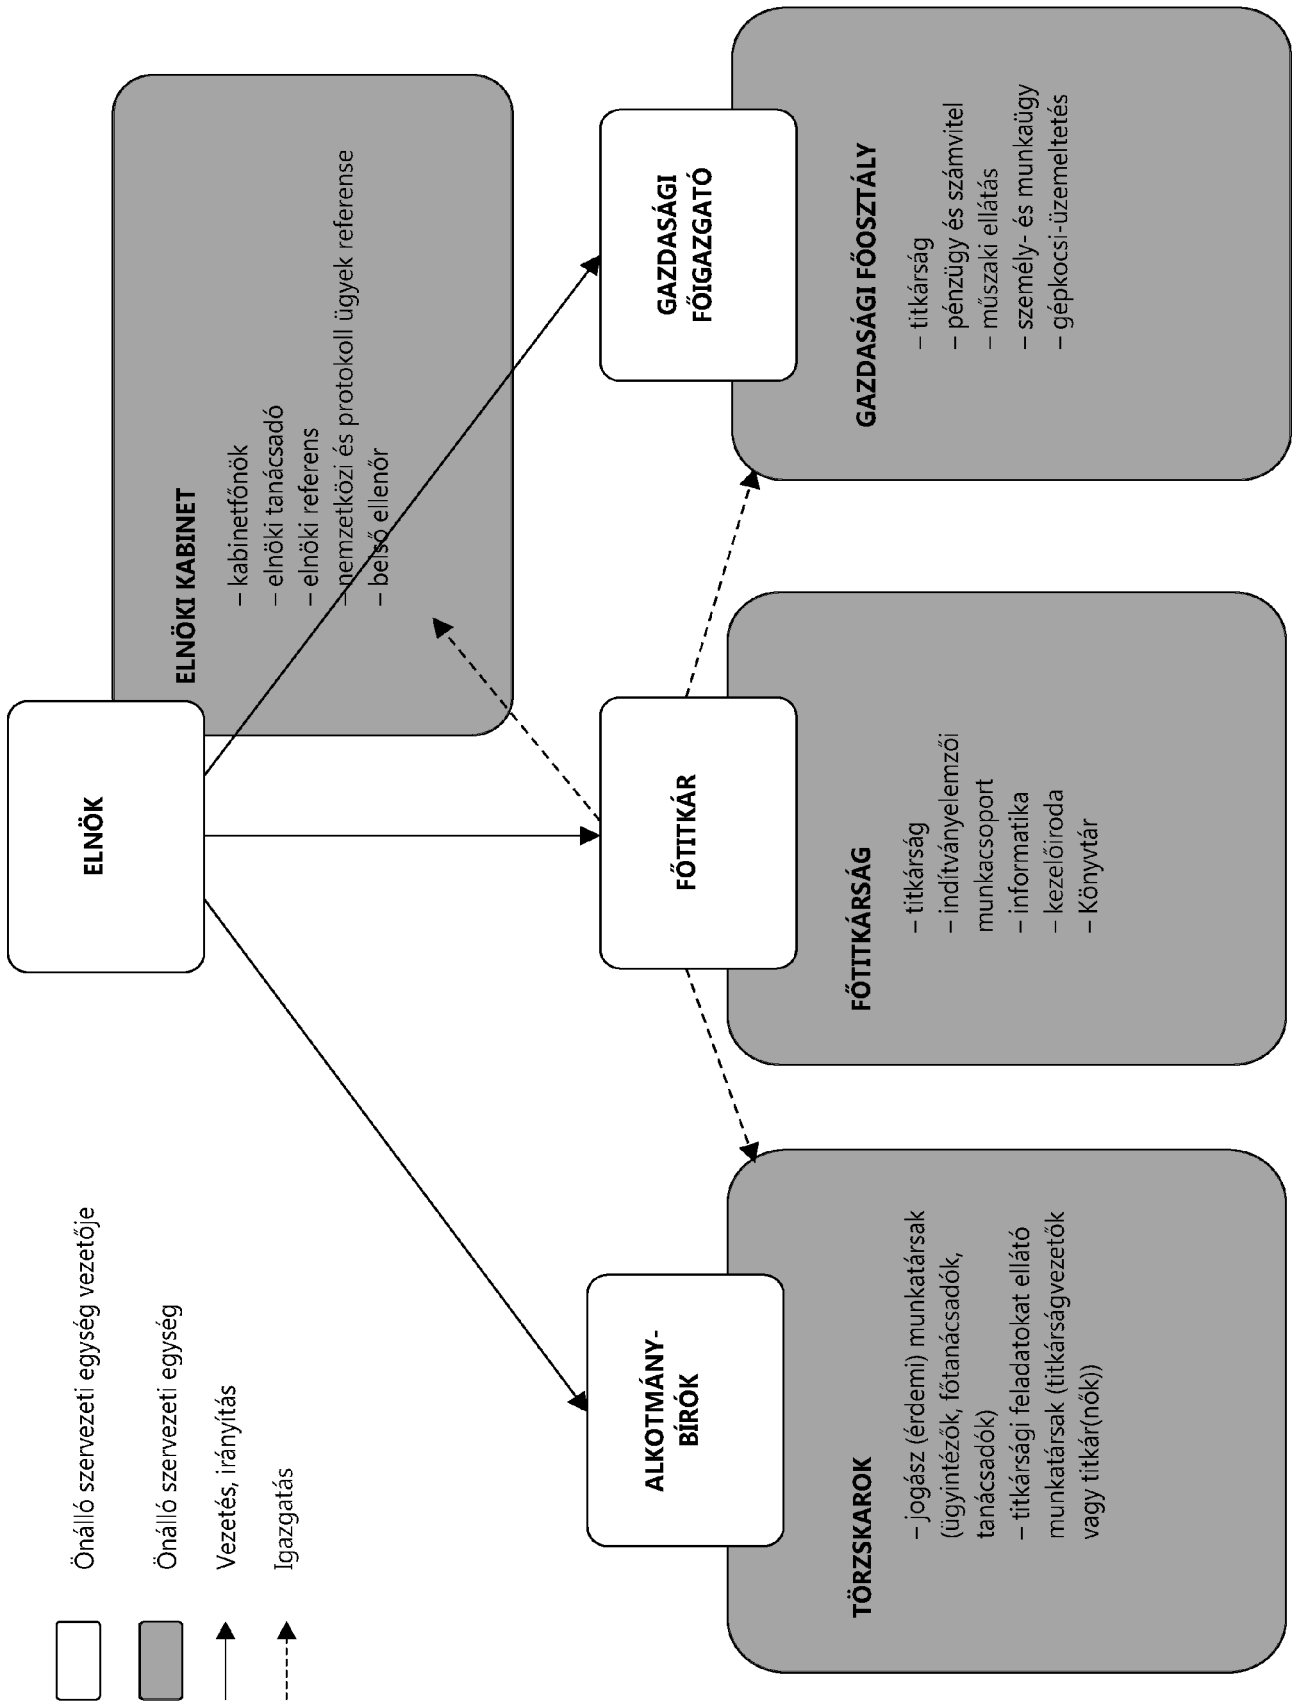 Önálló szervezeti egység vezetője
Önálló szervezeti egység
Vezetés, irányítás
Igazgatás
ELNÖK
ELNÖKI KABINET
– kabinetfőnök
– elnöki tanácsadó
– elnöki referens
– nemzetközi és protokoll ügyek referense
– belső ellenőr
ALKOTMÁNY-
BÍRÓK
TÖRZSKAROK
– jogász (érdemi) munkatársak
(ügyintézők, főtanácsadók,
tanácsadók)
– titkársági feladatokat ellátó
munkatársak (titkárságvezetők
vagy titkár(nők))
FŐTITKÁR
FŐTITKÁRSÁG
– titkárság
– indítványelemzői
munkacsoport
– informatika
– kezelőiroda
– Könyvtár
GAZDASÁGI
FŐIGAZGATÓ
GAZDASÁGI FŐOSZTÁLY
– titkárság
– pénzügy és számvitel
– műszaki ellátás
– személy- és munkaügy
– gépkocsi-üzemeltetés